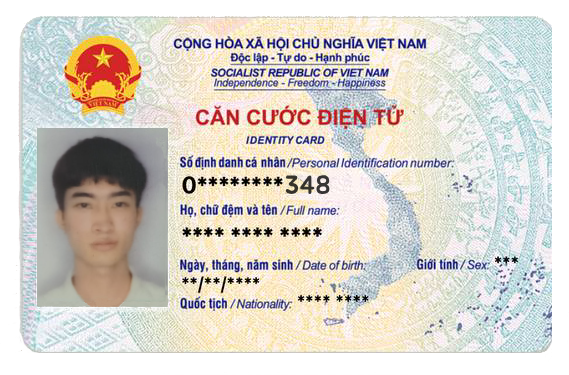 CỘNG HÒA XÃ HỘI CHỦ NGHĨA VIỆT NAM
Độc lập - Tự do - Hạnh phúc
SOCIALIST REPUBLIC OF VIET NAM
Independence - Freedom - Happiness
VIỆT NAM
CĂN CƯỚC ĐIỆN TỬ
IDENTITY CARD
Số định danh cá nhân /Personal Identification number:
0********348
Họ, chữ đệm và tên / Full name:
**** **** **** ****
Ngày, tháng, năm sinh / Date of birth: Giới tính / Sex: ***
**/**/****
Quốc tịch / Nationality: **** ****